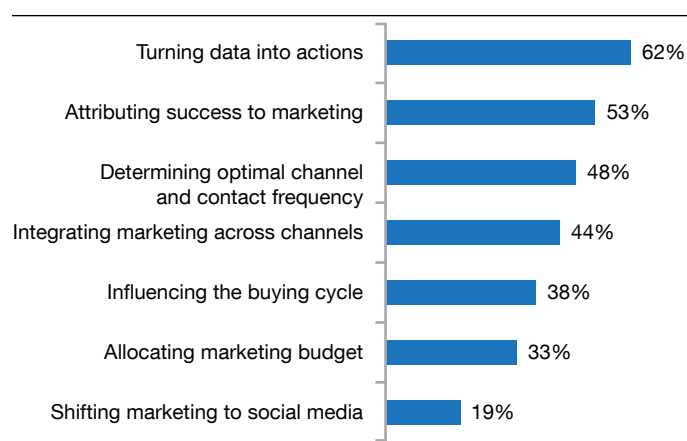 Turning data into actions 62%
Attributing success to marketing 53%
Determining optimal channel
and contact frequency 48%
Integrating marketing across channels 44%
Influencing the buying cycle 38%
Allocating marketing budget 33%
Shifting marketing to social media 19%